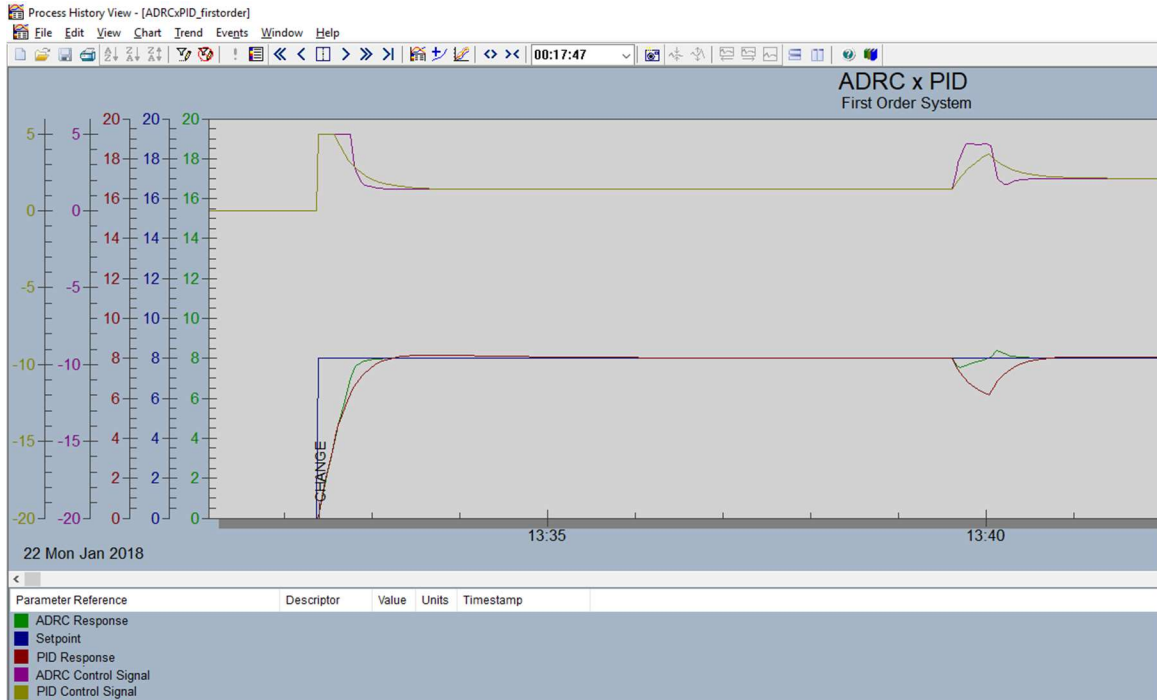 Process History View - [ADRCxPID_firstorder]
File Edit View Chart Trend Events Window Help
00:17:47
ADRC x PID
First Order System
5 5 20 20 20
18 18 18
0 0 16 16 16
14 14 14
-5 -5 12 12 12
10 10 10
-10 -10 8 8 8
6 6 6
-15 -15 4 4 4
2 2 2
-20 -20 0 0 0
CHANGE
13:35 13:40
22 Mon Jan 2018
Parameter Reference Descriptor Value Units Timestamp
ADRC Response
Setpoint
PID Response
ADRC Control Signal
PID Control Signal